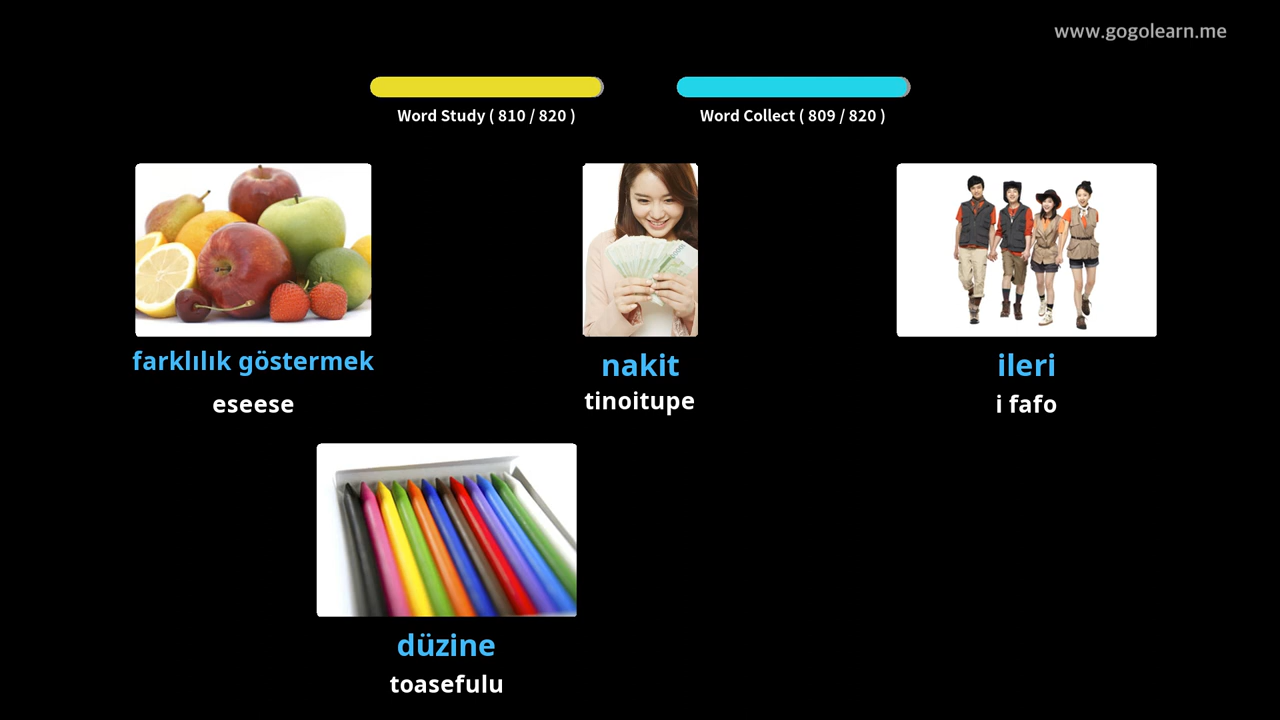 www.gogolearn.me
Word Study ( 810 / 820 )
Word Collect ( 809 / 820 )
farklılık göstermek
eseese
nakit
tinoitupe
ileri
i fafo
düzine
toasefulu